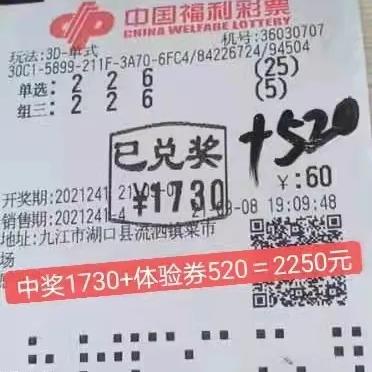 中国福利彩票
CHINA WELFARE LOTTERY
玩法:3D-单式
机号:36030707
30C1-5899-211F-3A70-6FC4/84226724/94504
单选: 2 2 6 (25)
组三: 2 2 6 (5)
+520
已兑奖
¥1730
开奖期:2021241
¥:60
销售期:2021241-4
-08 19:09:48
地址:九江市湖口县流泗镇菜市
场
中奖1730+体验券520=2250元